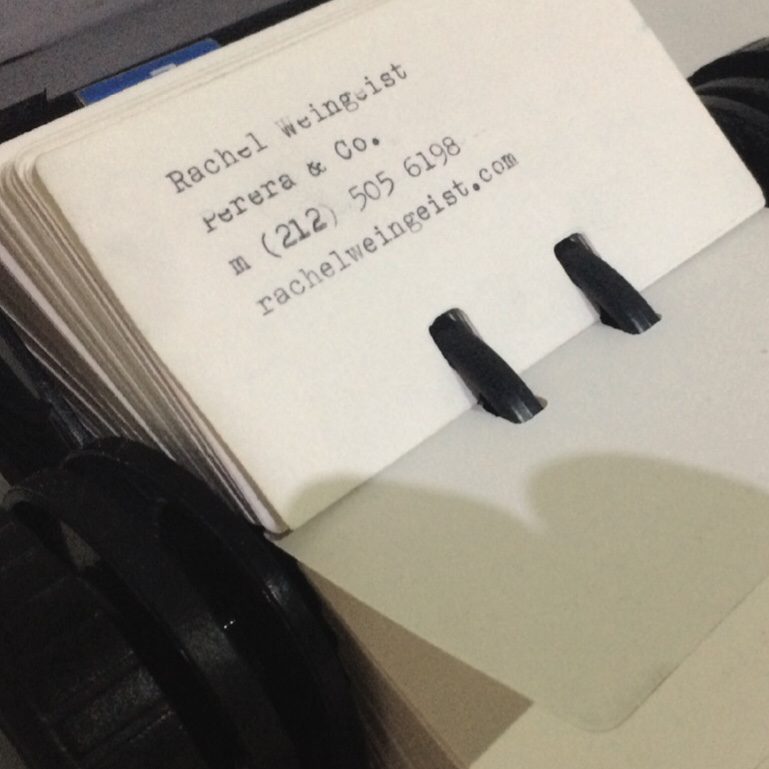 Rachel Weingeist
Perera & Co.
m (212) 505 6198
rachelweingeist.com